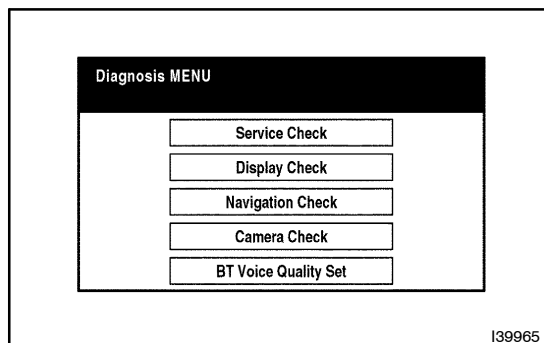 Diagnosis MENU
Service Check
Display Check
Navigation Check
Camera Check
BT Voice Quality Set
I39965